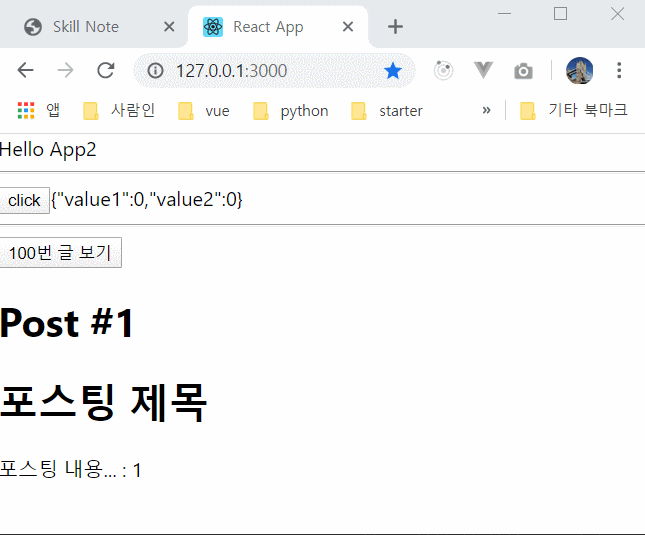 Skill Note
React App
127.0.0.1:3000
앱 사람인 vue python starter » 기타 북마크
Hello App2
click {"value1":0,"value2":0}
100번 글 보기
Post #1
포스팅 제목
포스팅 내용... : 1